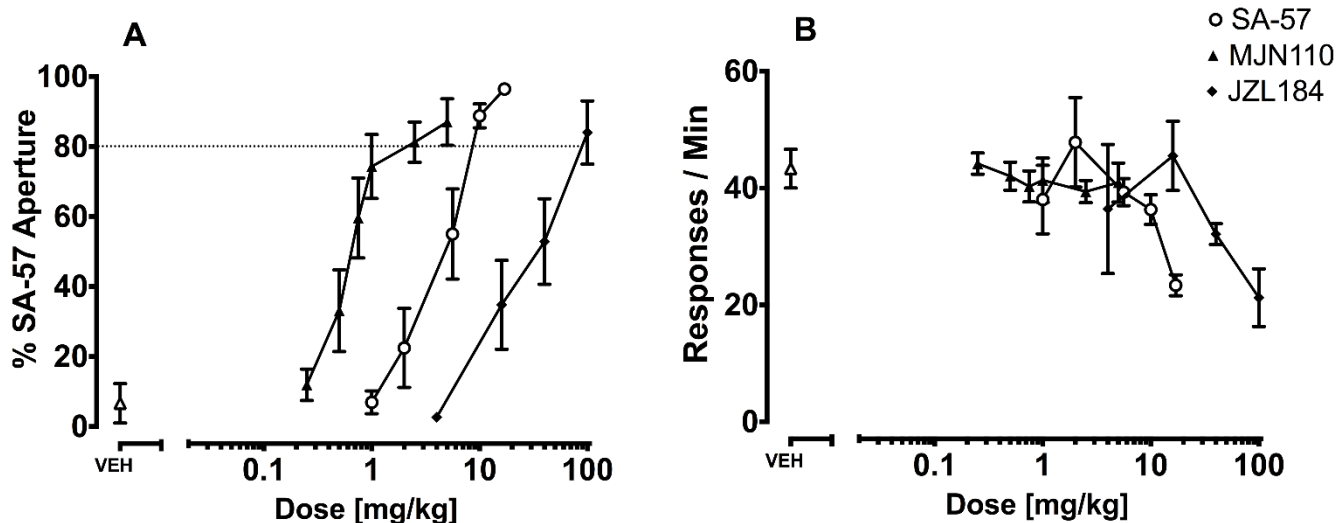 A
% SA-57 Aperture
100
80
60
40
20
0
VEH
0.1 1 10 100
Dose [mg/kg]
B
SA-57
MJN110
JZL184
Responses / Min
60
40
20
0
VEH
0.1 1 10 100
Dose [mg/kg]